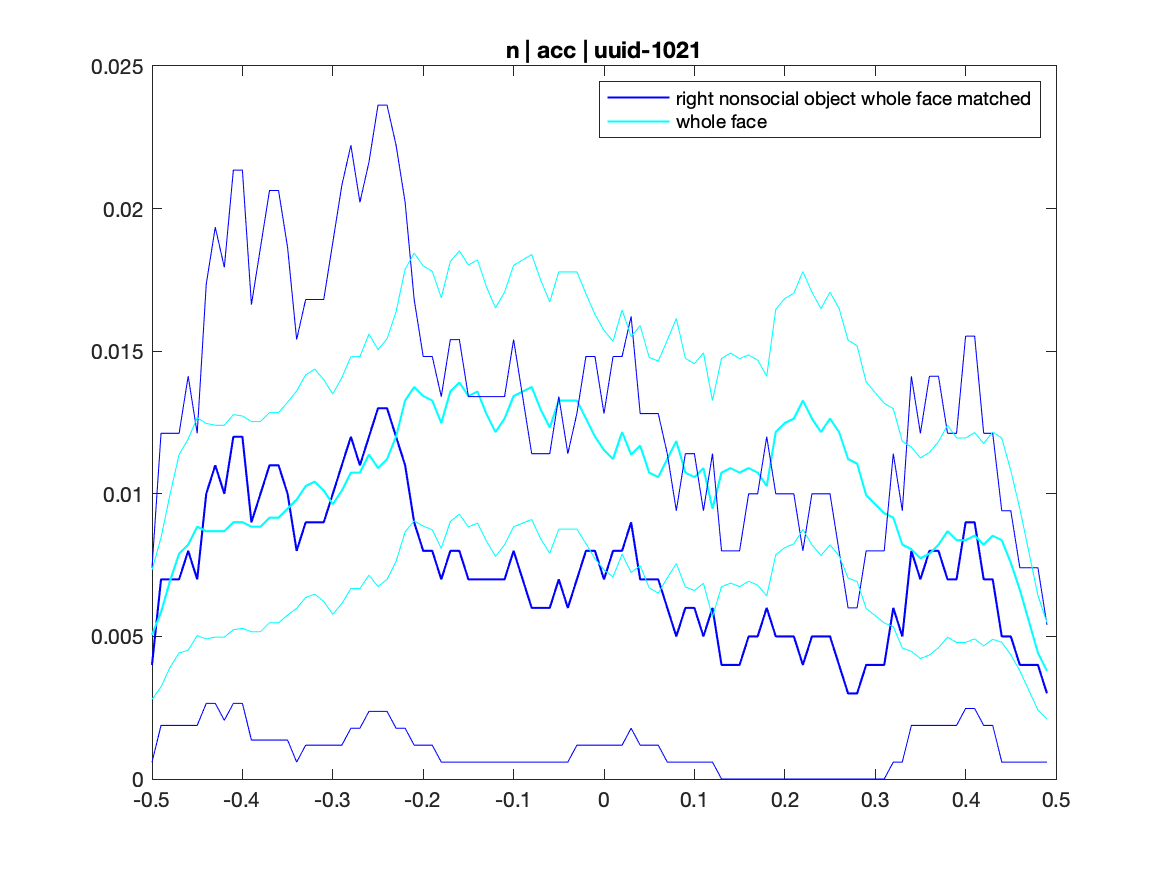 n | acc | uuid-1021
0.025
0.02
0.015
0.01
0.005
0
right nonsocial object whole face matched
whole face
-0.5 -0.4 -0.3 -0.2 -0.1 0 0.1 0.2 0.3 0.4 0.5